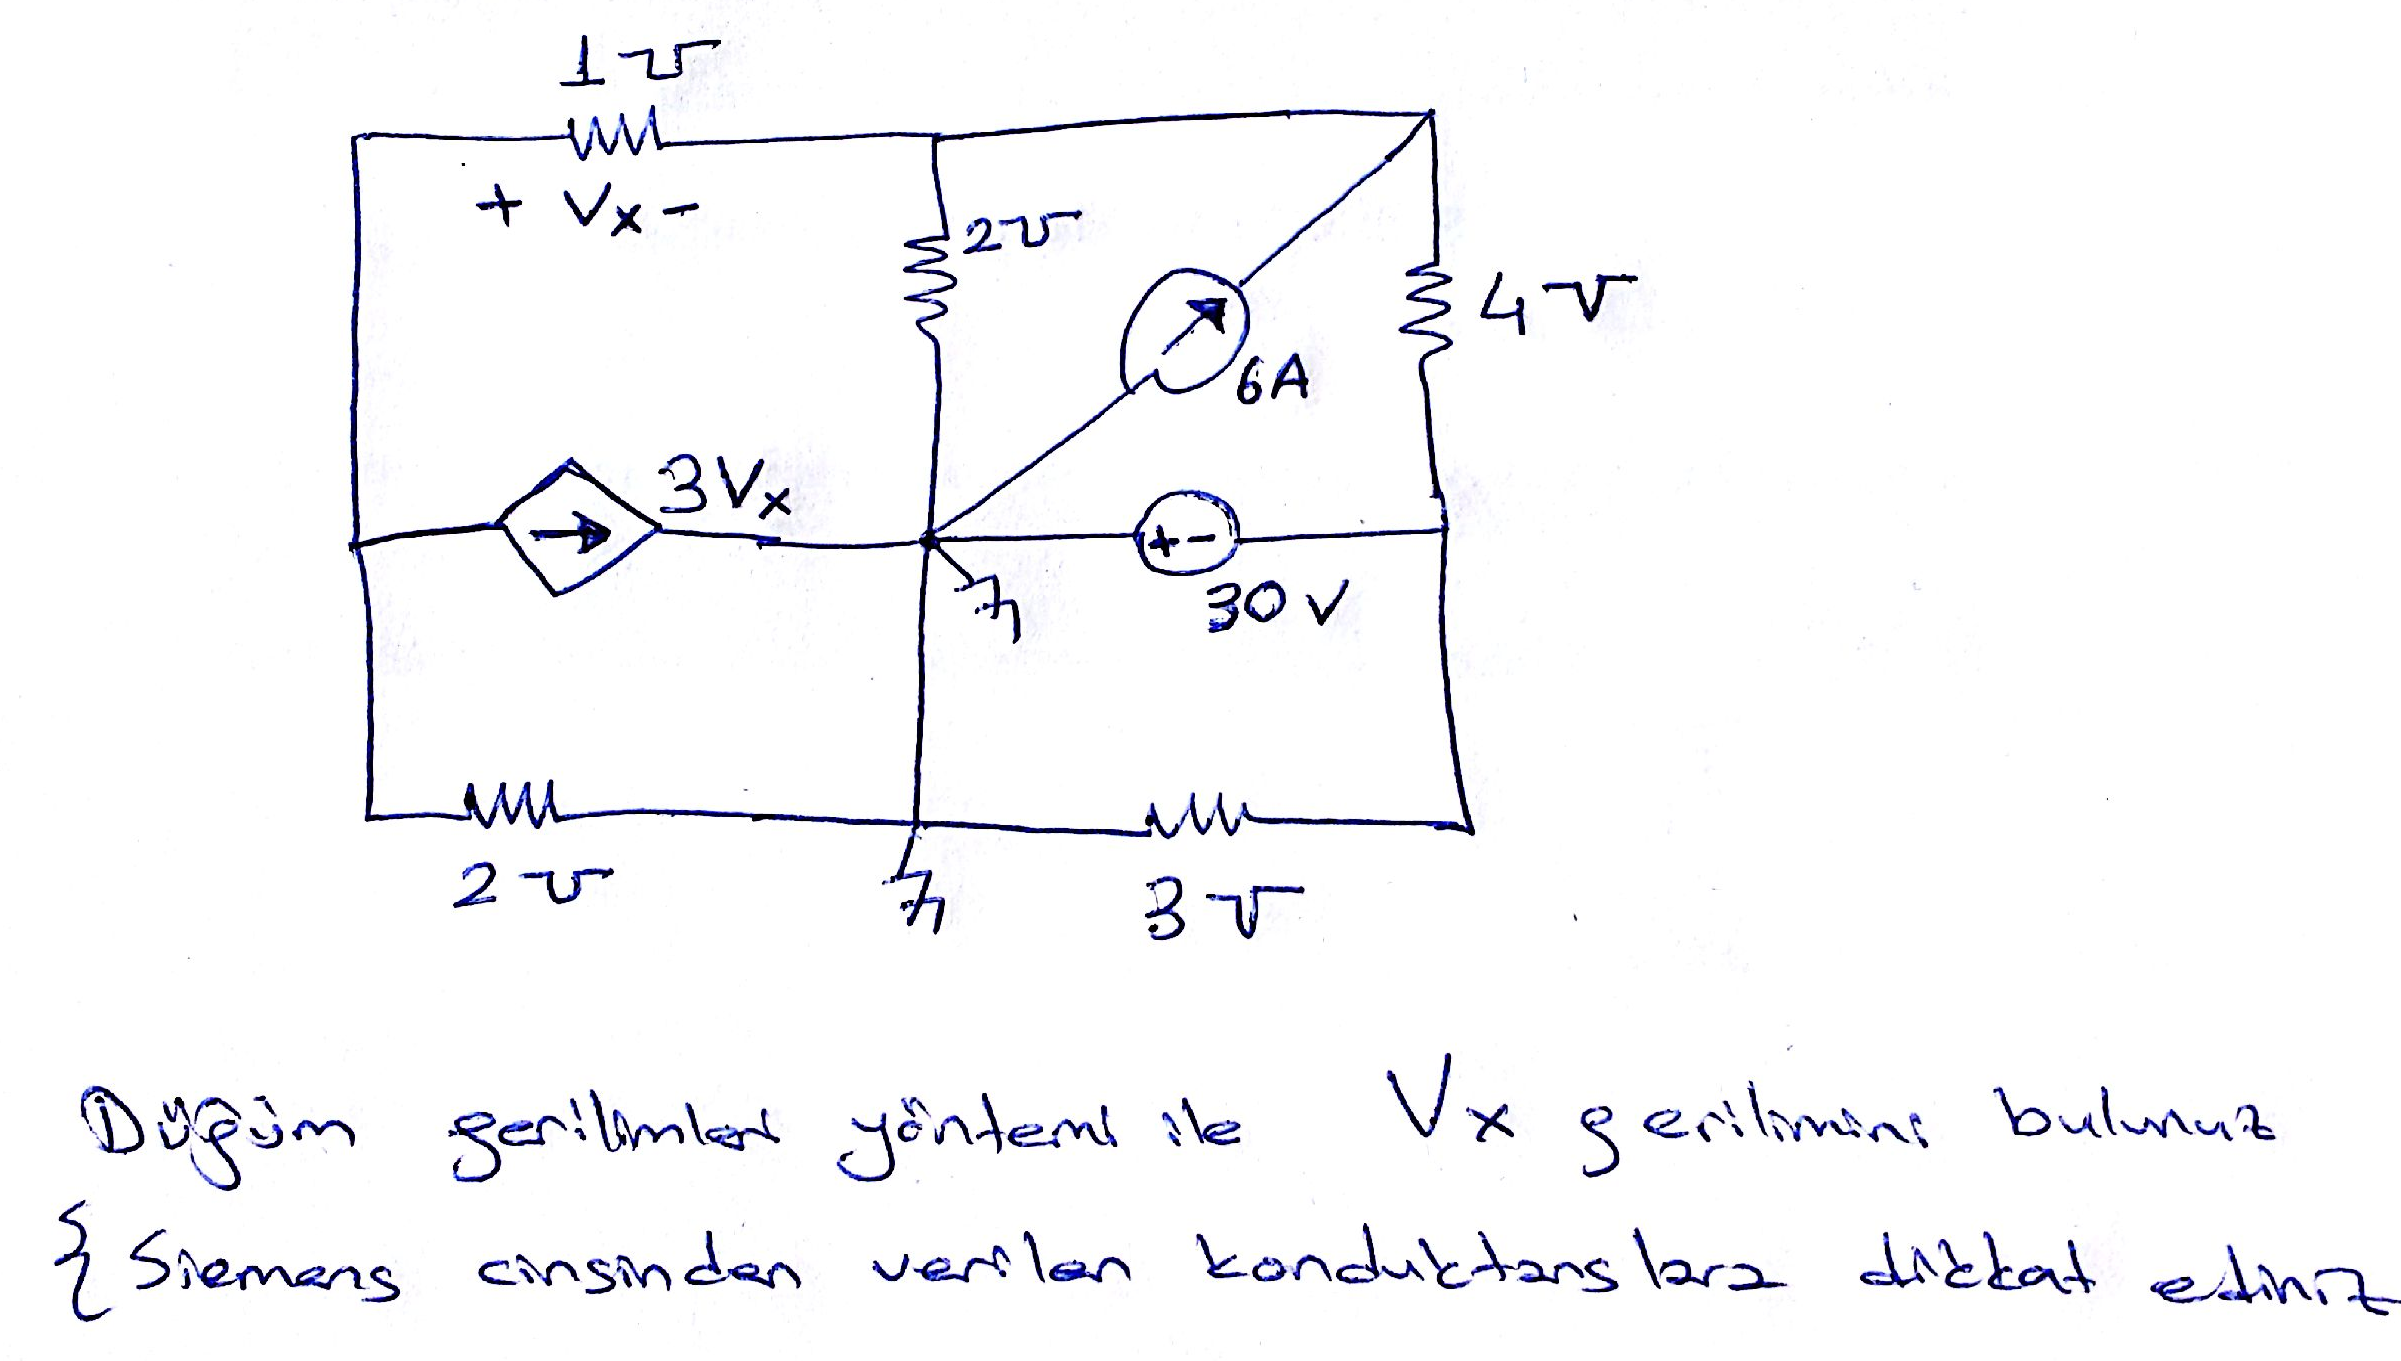 1 ℧
+ Vx -
2℧
4 ℧
6A
3Vx
+ -
30 V
2 ℧
3 ℧
Düğüm gerilimleri yöntemi ile Vx gerilimini bulunuz
{ Siemens cinsinden verilen konduktanslara dikkat ediniz